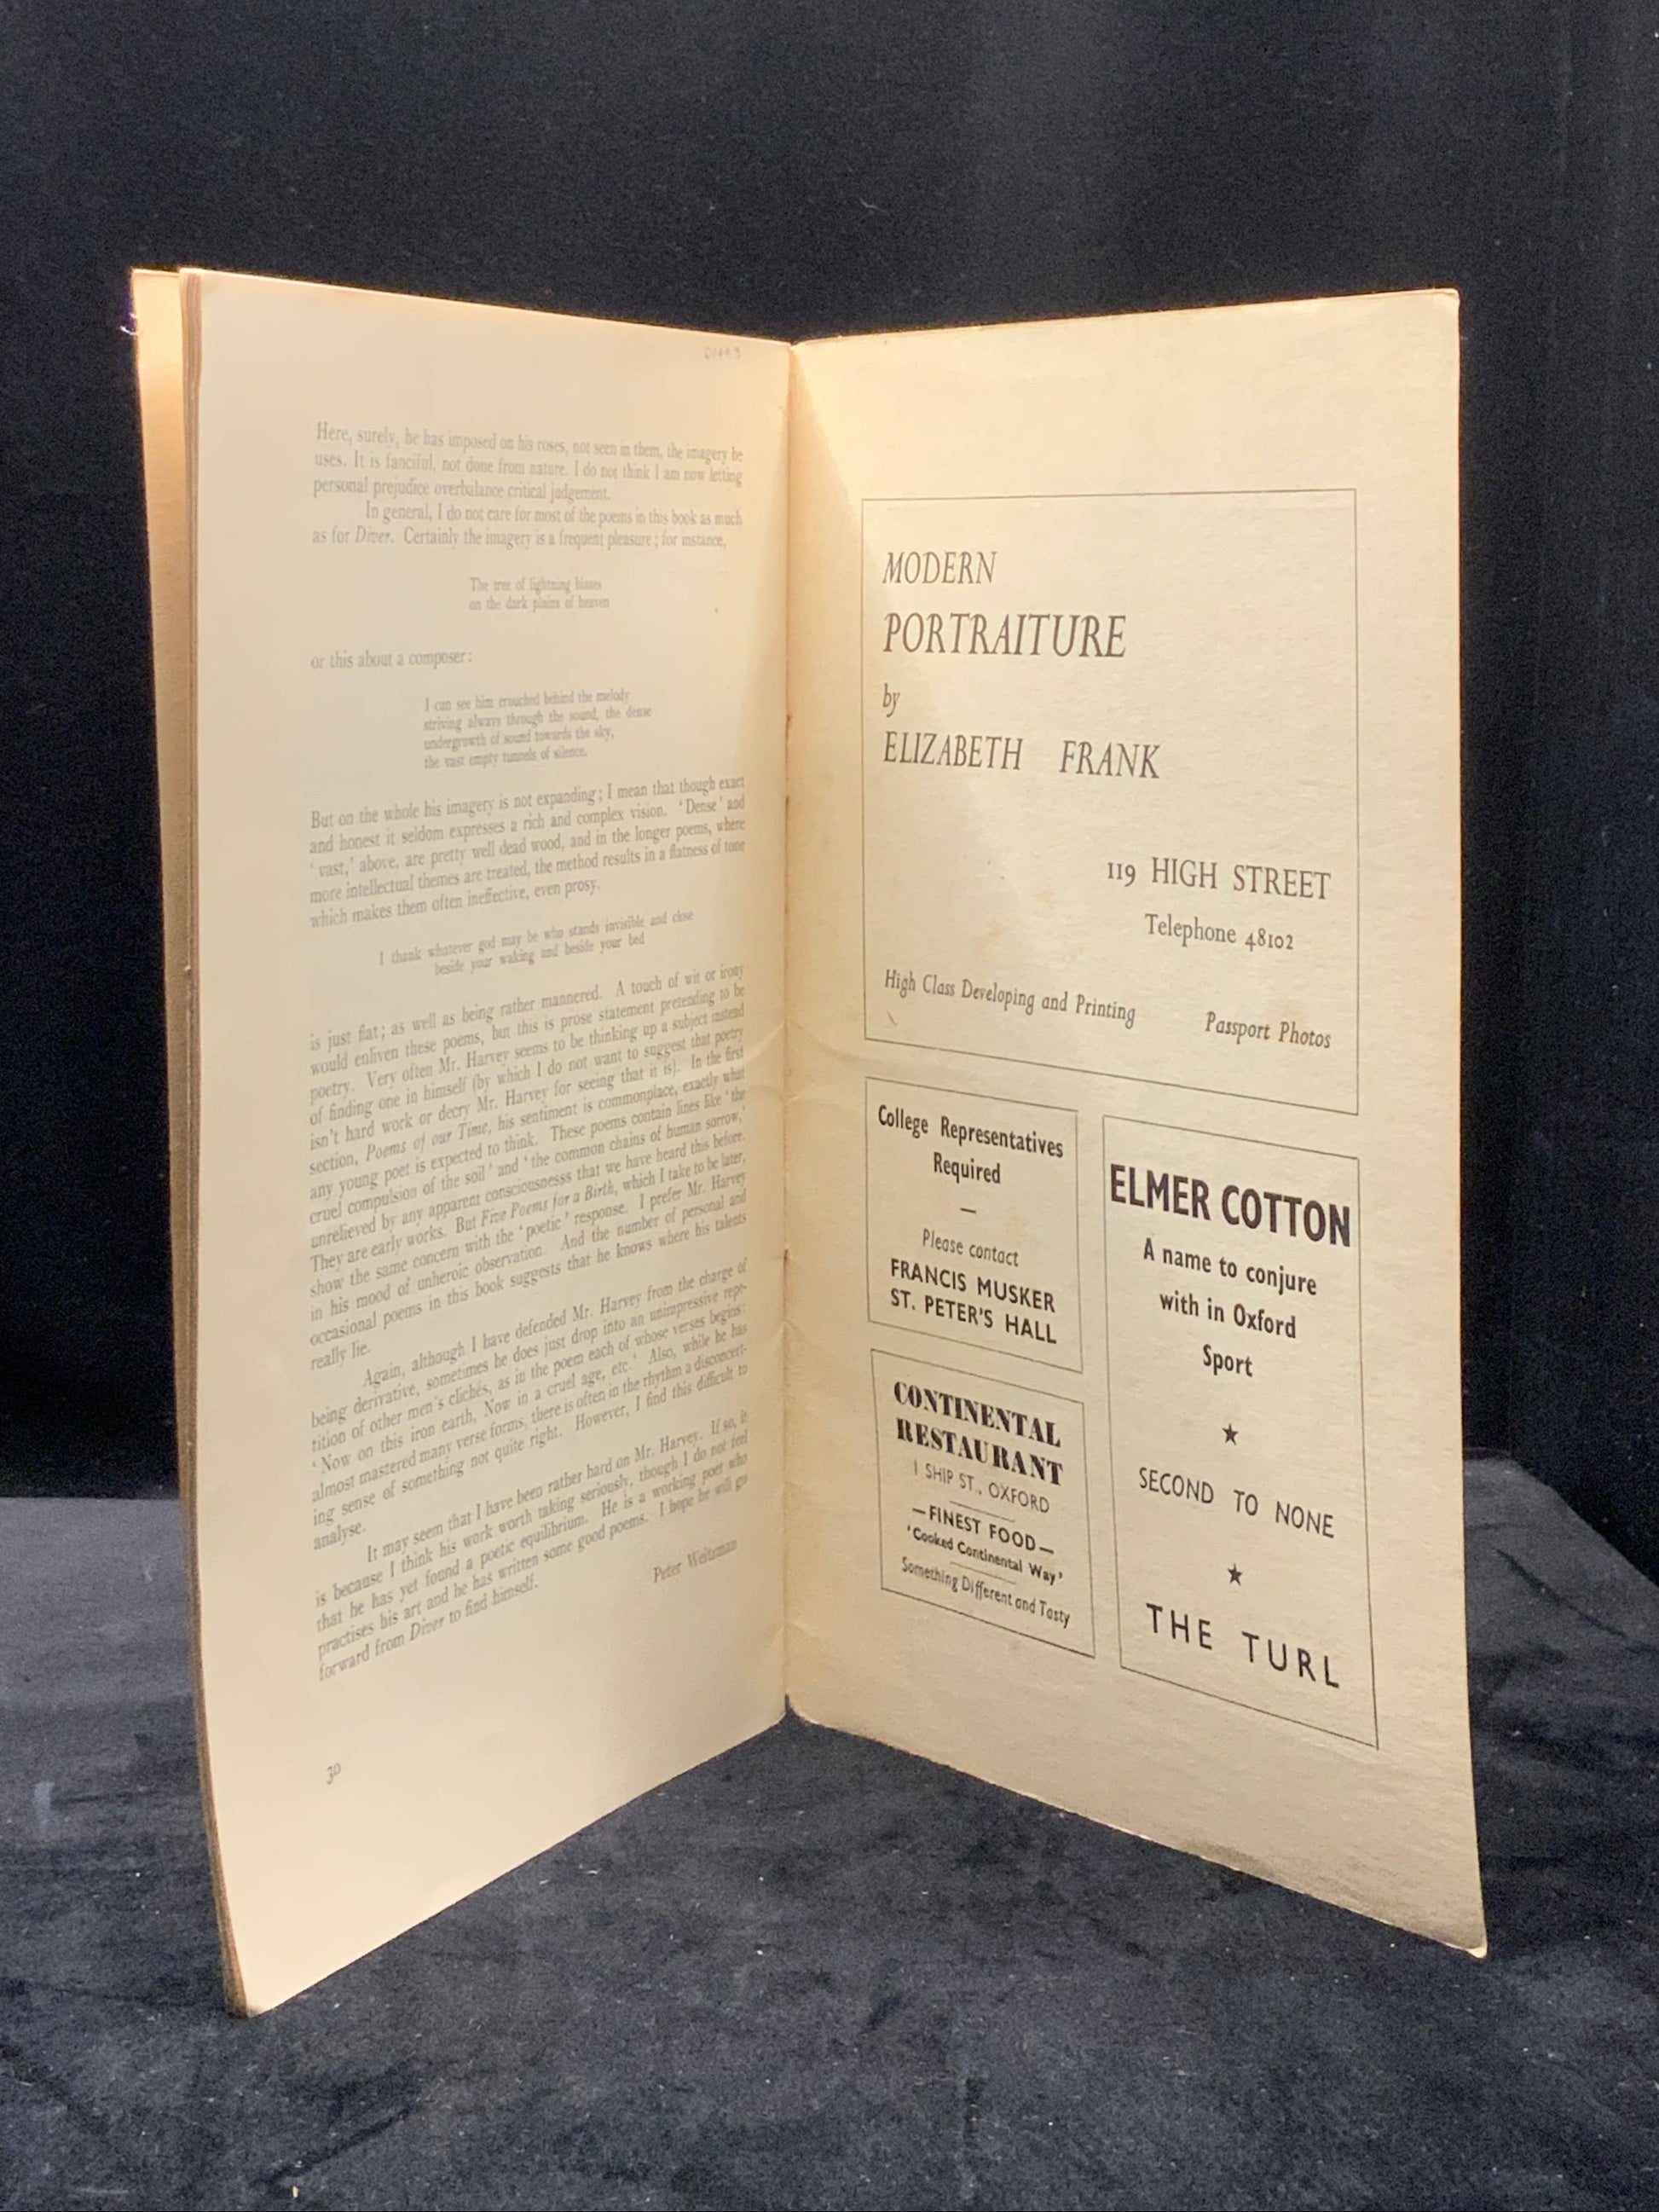 Here, surely, he has imposed on his roses, not seen in them, the imagery he
uses. It is fanciful, not done from nature. I do not think I am now letting
personal prejudice overbalance critical judgement.
In general, I do not care for most of the poems in this book as much
as for Diver. Certainly the imagery is a frequent pleasure; for instance,
The tree of lightning blazes
on the dark plains of heaven
or this about a composer:
I can see him crouched behind the melody
striving always through the sound, the dense
undergrowth of sound towards the sky,
the vast empty tunnels of silence.
But on the whole his imagery is not expanding; I mean that though exact
and honest it seldom expresses a rich and complex vision. 'Dense' and
'vast,' above, are pretty well dead wood, and in the longer poems, where
more intellectual themes are treated, the method results in a flatness of tone
which makes them often ineffective, even prosy.
I thank whatever god may be who stands invisible and close
beside your waking and beside your bed
is just flat; as well as being rather mannered. A touch of wit or irony
would enliven these poems, but this is prose statement pretending to be
poetry. Very often Mr. Harvey seems to be thinking up a subject instead
of finding one in himself (by which I do not want to suggest that poetry
isn't hard work or decry Mr. Harvey for seeing that it is). In the first
section, Poems of our Time, his sentiment is commonplace, exactly what
any young poet is expected to think. These poems contain lines like 'the
cruel compulsion of the soil' and 'the common chains of human sorrow,'
unrelieved by any apparent consciousnesss that we have heard this before.
They are early works. But Five Poems for a Birth, which I take to be later,
show the same concern with the 'poetic' response. I prefer Mr. Harvey
in his mood of unheroic observation. And the number of personal and
occasional poems in this book suggests that he knows where his talents
really lie.
Again, although I have defended Mr. Harvey from the charge of
being derivative, sometimes he does just drop into an unimpressive repe-
tition of other men's clichés, as in the poem each of whose verses begins:
'Now on this iron earth, Now in a cruel age, etc.' Also, while he has
almost mastered many verse forms, there is often in the rhythm a disconcert-
ing sense of something not quite right. However, I find this difficult to
analyse.
It may seem that I have been rather hard on Mr. Harvey. If so, it
is because I think his work worth taking seriously, though I do not feel
that he has yet found a poetic equilibrium. He is a working poet who
practises his art and he has written some good poems. I hope he will go
forward from Diver to find himself.
Peter Weitzman
30
MODERN
PORTRAITURE
by
ELIZABETH FRANK
119 HIGH STREET
Telephone 48102
High Class Developing and Printing Passport Photos
College Representatives
Required
—
Please contact
FRANCIS MUSKER
ST. PETER'S HALL
CONTINENTAL
RESTAURANT
1 SHIP ST., OXFORD
—FINEST FOOD—
'Cooked Continental Way'
Something Different and Tasty
ELMER COTTON
A name to conjure
with in Oxford
Sport
★
SECOND TO NONE
★
THE TURL